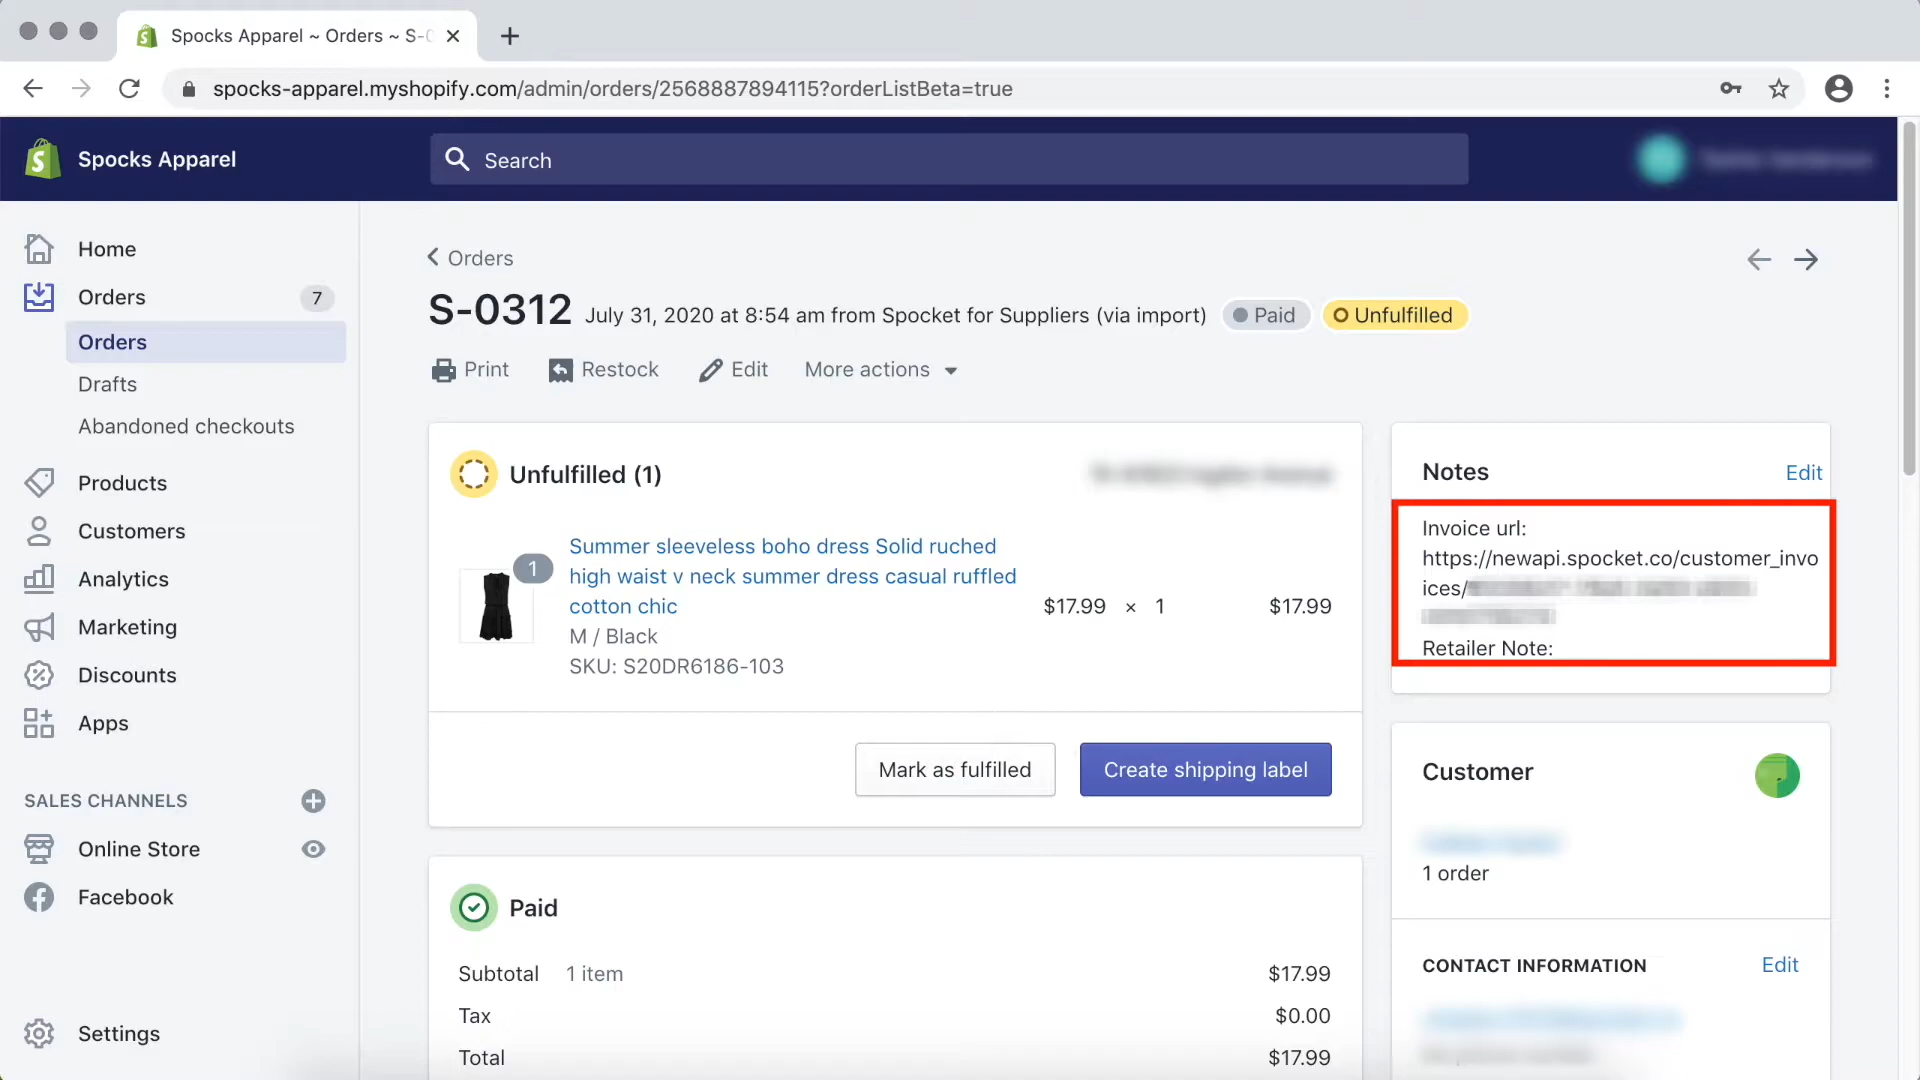 Spocks Apparel ~ Orders ~ S-0
spocks-apparel.myshopify.com/admin/orders/2568887894115?orderListBeta=true
Spocks Apparel
Search
Home
Orders
7
Orders
Drafts
Abandoned checkouts
Products
Customers
Analytics
Marketing
Discounts
Apps
SALES CHANNELS
Online Store
Facebook
Settings
Orders
S-0312 July 31, 2020 at 8:54 am from Spocket for Suppliers (via import) Paid Unfulfilled
Print Restock Edit More actions
Unfulfilled (1)
1
Summer sleeveless boho dress Solid ruched
high waist v neck summer dress casual ruffled
cotton chic
$17.99 × 1 $17.99
M / Black
SKU: S20DR6186-103
Mark as fulfilled
Create shipping label
Paid
Subtotal 1 item $17.99
Tax $0.00
Total $17.99
Notes Edit
Invoice url:
https://newapi.spocket.co/customer_invo
ices/
Retailer Note:
Customer
1 order
CONTACT INFORMATION Edit